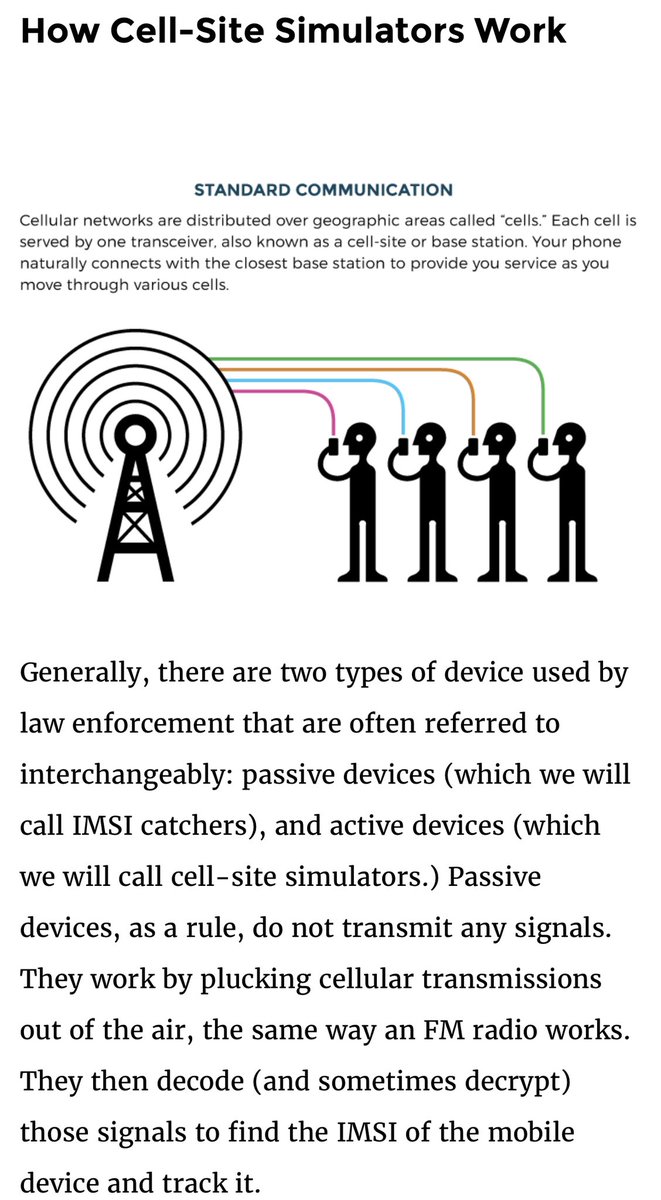 How Cell-Site Simulators Work
STANDARD COMMUNICATION
Cellular networks are distributed over geographic areas called “cells.” Each cell is
served by one transceiver, also known as a cell-site or base station. Your phone
naturally connects with the closest base station to provide you service as you
move through various cells.
Generally, there are two types of device used by
law enforcement that are often referred to
interchangeably: passive devices (which we will
call IMSI catchers), and active devices (which
we will call cell-site simulators.) Passive
devices, as a rule, do not transmit any signals.
They work by plucking cellular transmissions
out of the air, the same way an FM radio works.
They then decode (and sometimes decrypt)
those signals to find the IMSI of the mobile
device and track it.